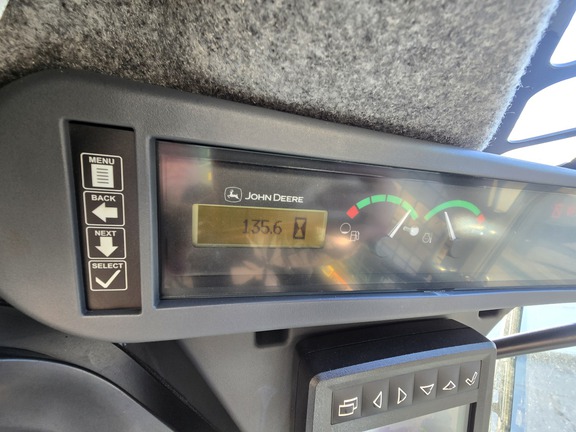 MENU
BACK
NEXT
SELECT
JOHN DEERE
135.6